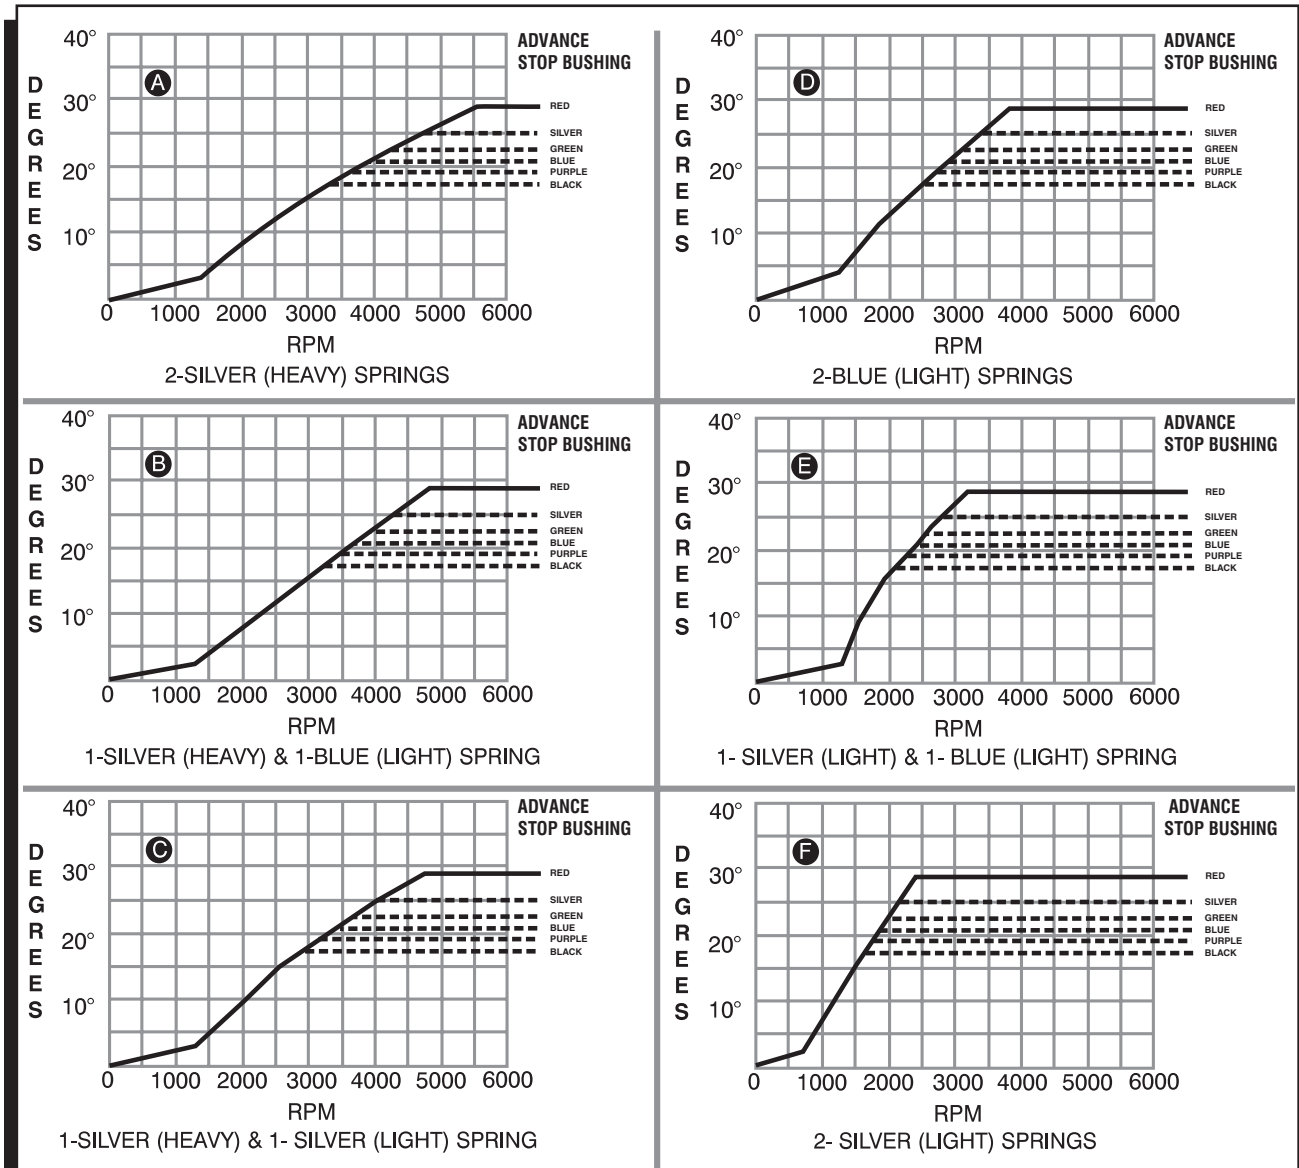 40°
30°
20°
10°
DEGREES
A
ADVANCE
STOP BUSHING
RED
SILVER
GREEN
BLUE
PURPLE
BLACK
0 1000 2000 3000 4000 5000 6000
RPM
2-SILVER (HEAVY) SPRINGS
40°
30°
20°
10°
DEGREES
D
ADVANCE
STOP BUSHING
RED
SILVER
GREEN
BLUE
PURPLE
BLACK
0 1000 2000 3000 4000 5000 6000
RPM
2-BLUE (LIGHT) SPRINGS
40°
30°
20°
10°
DEGREES
B
ADVANCE
STOP BUSHING
RED
SILVER
GREEN
BLUE
PURPLE
BLACK
0 1000 2000 3000 4000 5000 6000
RPM
1-SILVER (HEAVY) & 1-BLUE (LIGHT) SPRING
40°
30°
20°
10°
DEGREES
E
ADVANCE
STOP BUSHING
RED
SILVER
GREEN
BLUE
PURPLE
BLACK
0 1000 2000 3000 4000 5000 6000
RPM
1- SILVER (LIGHT) & 1- BLUE (LIGHT) SPRING
40°
30°
20°
10°
DEGREES
C
ADVANCE
STOP BUSHING
RED
SILVER
GREEN
BLUE
PURPLE
BLACK
0 1000 2000 3000 4000 5000 6000
RPM
1-SILVER (HEAVY) & 1- SILVER (LIGHT) SPRING
40°
30°
20°
10°
DEGREES
F
ADVANCE
STOP BUSHING
RED
SILVER
GREEN
BLUE
PURPLE
BLACK
0 1000 2000 3000 4000 5000 6000
RPM
2- SILVER (LIGHT) SPRINGS